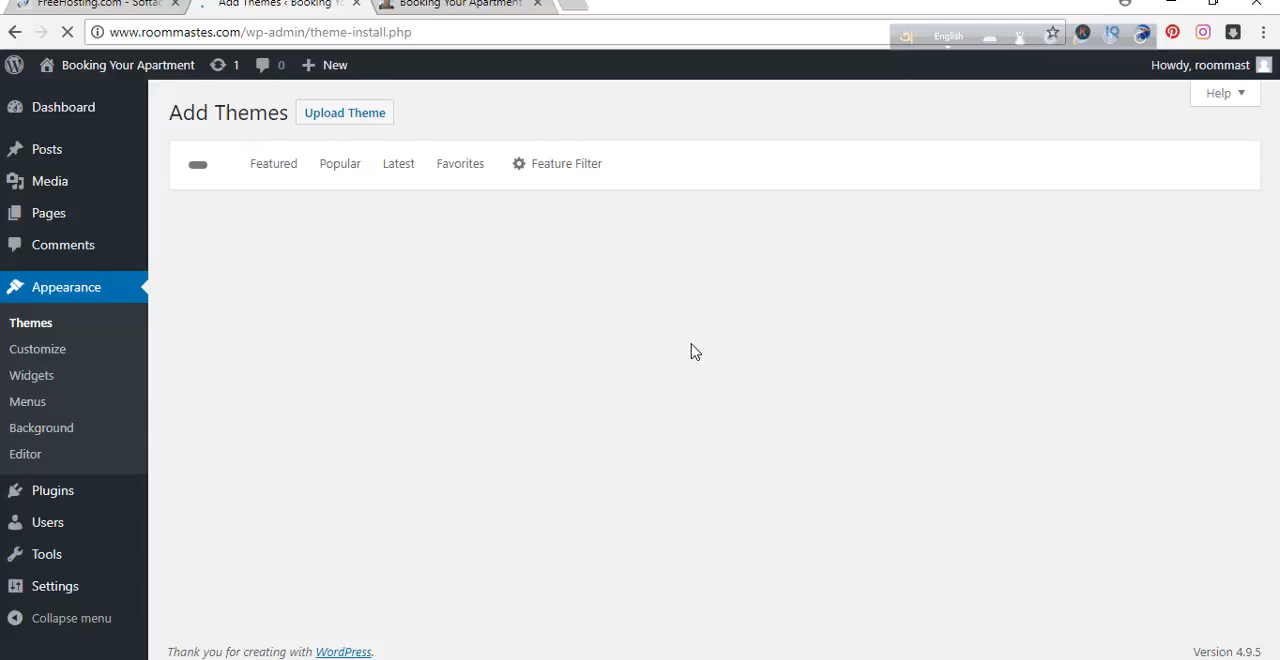 FreeHosting.com - Softac
Add Themes ‹ Booking Yo
Booking Your Apartment
www.roommastes.com/wp-admin/theme-install.php
English
Booking Your Apartment
1
0
New
Howdy, roommast
Dashboard
Posts
Media
Pages
Comments
Appearance
Themes
Customize
Widgets
Menus
Background
Editor
Plugins
Users
Tools
Settings
Collapse menu
Help
Add Themes
Upload Theme
Featured
Popular
Latest
Favorites
Feature Filter
Thank you for creating with WordPress.
Version 4.9.5